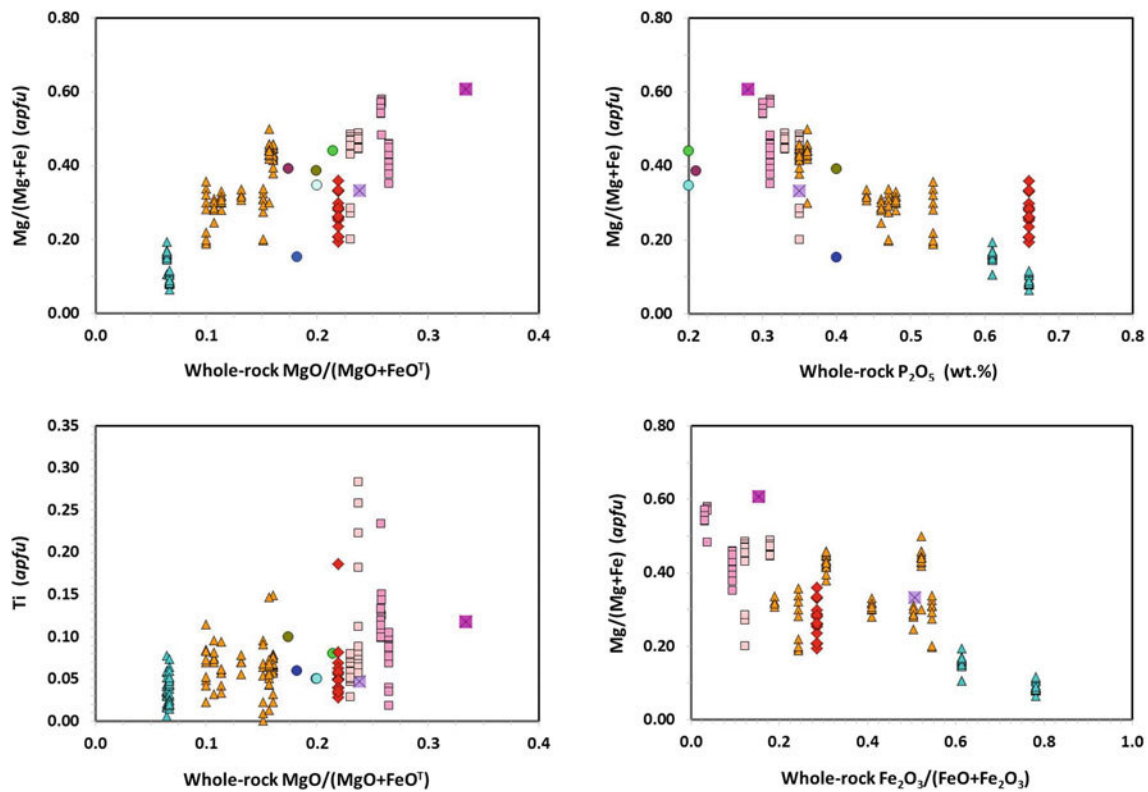 0.80
0.60
0.40
0.20
0.00
Mg/(Mg+Fe) (apfu)
0.0 0.1 0.2 0.3 0.4
Whole-rock MgO/(MgO+FeOᵀ)
0.80
0.60
0.40
0.20
0.00
Mg/(Mg+Fe) (apfu)
0.2 0.3 0.4 0.5 0.6 0.7 0.8
Whole-rock P₂O₅ (wt.%)
0.35
0.30
0.25
0.20
0.15
0.10
0.05
0.00
Ti (apfu)
0.0 0.1 0.2 0.3 0.4
Whole-rock MgO/(MgO+FeOᵀ)
0.80
0.60
0.40
0.20
0.00
Mg/(Mg+Fe) (apfu)
0.0 0.2 0.4 0.6 0.8 1.0
Whole-rock Fe₂O₃/(FeO+Fe₂O₃)